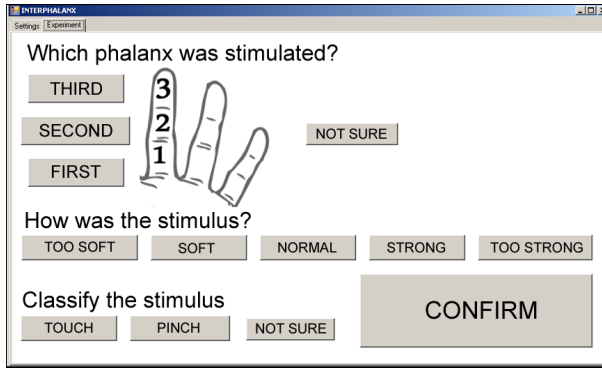 INTERPHALANX
Settings Experiment
Which phalanx was stimulated?
THIRD
3
SECOND
2
NOT SURE
1
FIRST
How was the stimulus?
TOO SOFT SOFT NORMAL STRONG TOO STRONG
Classify the stimulus
CONFIRM
TOUCH PINCH NOT SURE